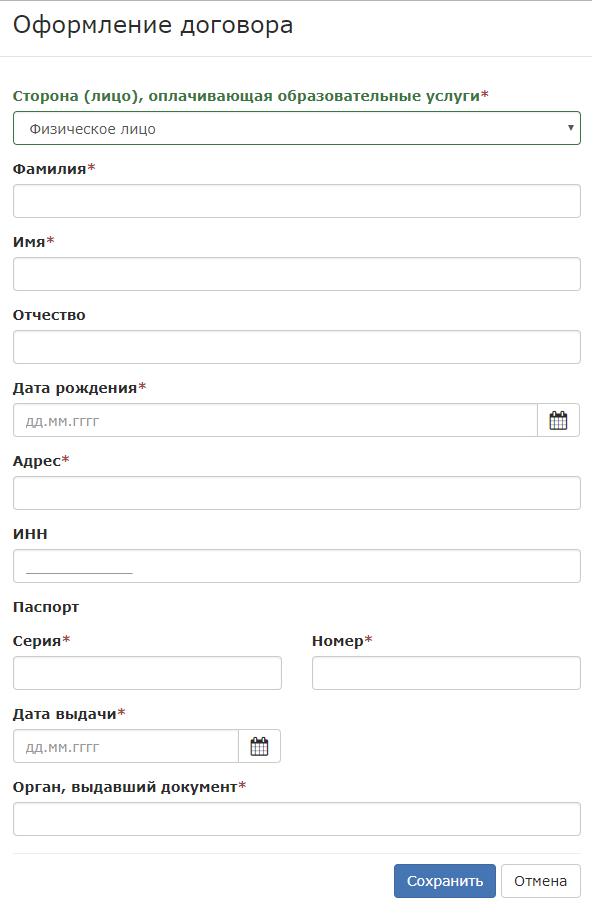 Оформление договора
Сторона (лицо), оплачивающая образовательные услуги*
Физическое лицо
Фамилия*
Имя*
Отчество
Дата рождения*
дд.мм.гггг
Адрес*
ИНН
____________
Паспорт
Серия* Номер*
Дата выдачи*
дд.мм.гггг
Орган, выдавший документ*
Сохранить Отмена